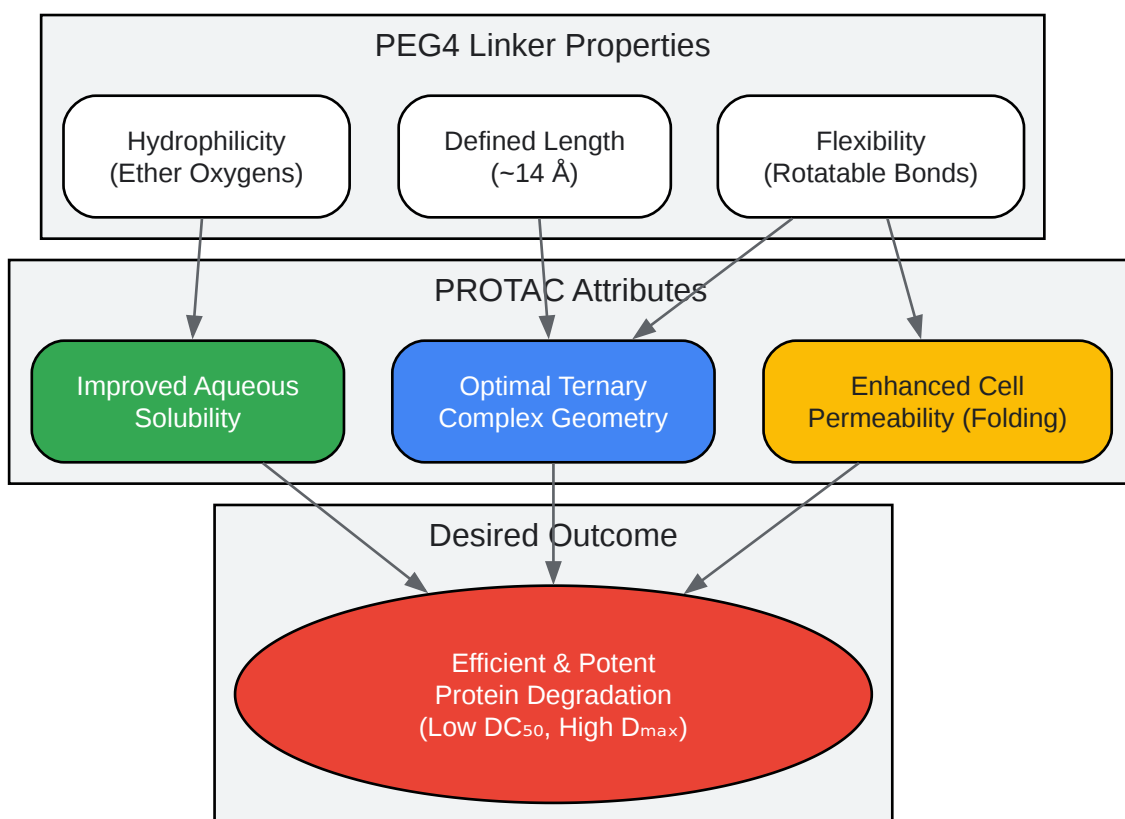 PEG4 Linker Properties
Hydrophilicity
(Ether Oxygens)
Defined Length
(~14 Å)
Flexibility
(Rotatable Bonds)
PROTAC Attributes
Improved Aqueous
Solubility
Optimal Ternary
Complex Geometry
Enhanced Cell
Permeability (Folding)
Desired Outcome
Efficient & Potent
Protein Degradation
(Low DC₅₀, High Dₘₐₓ)